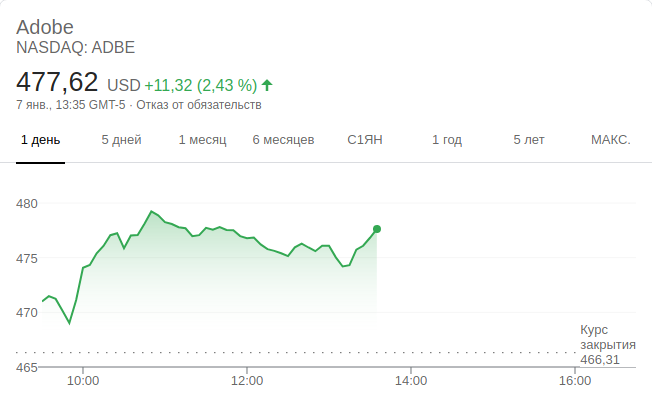 Adobe
NASDAQ: ADBE
477,62 USD +11,32 (2,43 %)
7 янв., 13:35 GMT-5 · Отказ от обязательств
1 день 5 дней 1 месяц 6 месяцев С1ЯН 1 год 5 лет МАКС.
480
475
470
Курс
закрытия
466,31
465
10:00 12:00 14:00 16:00